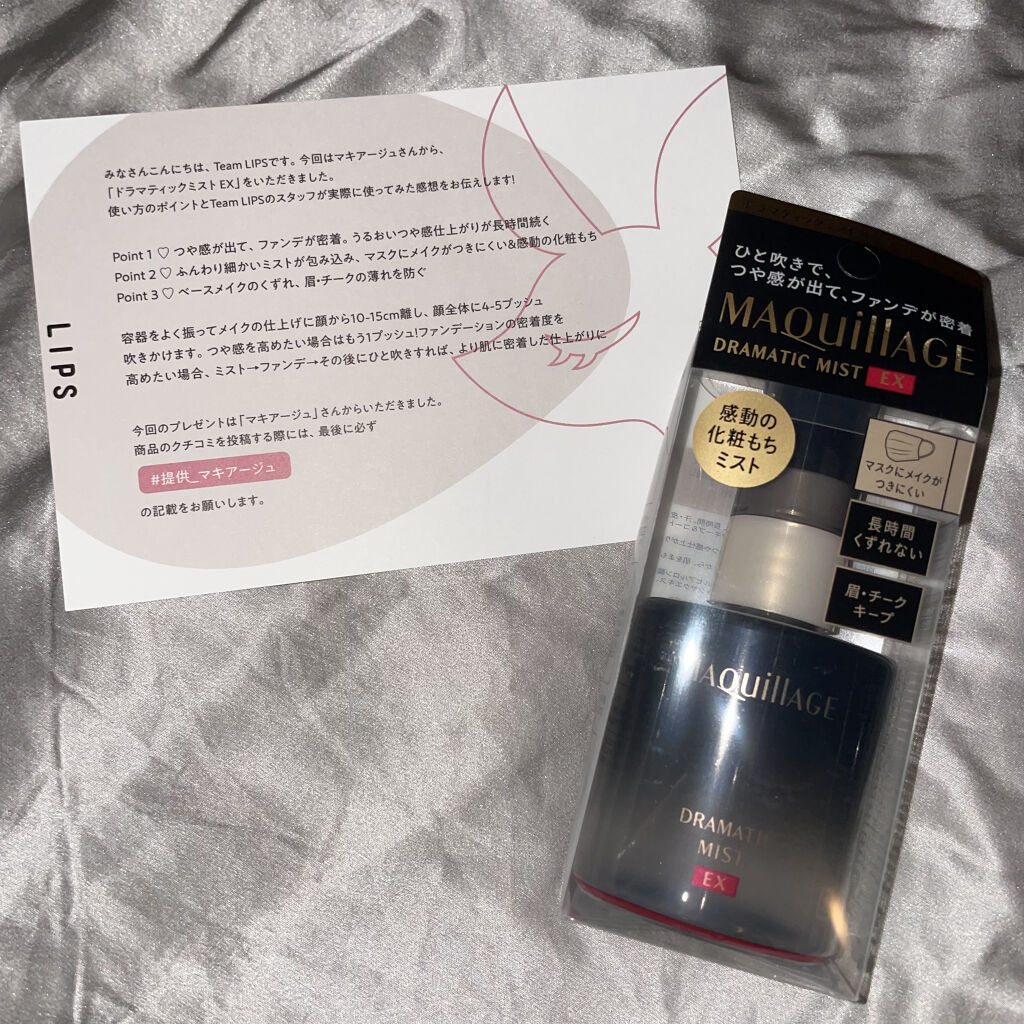 LIPS
みなさんこんにちは、Team LIPSです。今回はマキアージュさんから、
「ドラマティックミスト EX」をいただきました。
使い方のポイントとTeam LIPSのスタッフが実際に使ってみた感想をお伝えします!
Point 1 ♡ つや感が出て、ファンデが密着。うるおいつや感仕上がりが長時間続く
Point 2 ♡ ふんわり細かいミストが包み込み、マスクにメイクがつきにくい&感動の化粧もち
Point 3 ♡ ベースメイクのくずれ、眉・チークの薄れを防ぐ
容器をよく振ってメイクの仕上げに顔から10-15cm離し、顔全体に4-5プッシュ
吹きかけます。つや感を高めたい場合はもう1プッシュ!ファンデーションの密着度を
高めたい場合、ミスト→ファンデ→その後にひと吹きすれば、より肌に密着した仕上がりに
今回のプレゼントは「マキアージュ」さんからいただきました。
商品のクチコミを投稿する際には、最後に必ず
#提供_マキアージュ
の記載をお願いします。
ひと吹きで、
つや感が出て、ファンデが密着
MAQuillAGE
DRAMATIC MIST EX
感動の
化粧もち
ミスト
マスクにメイクが
つきにくい
長時間
くずれない
眉・チーク
キープ
MAQuillAGE
DRAMATIC
MIST
EX